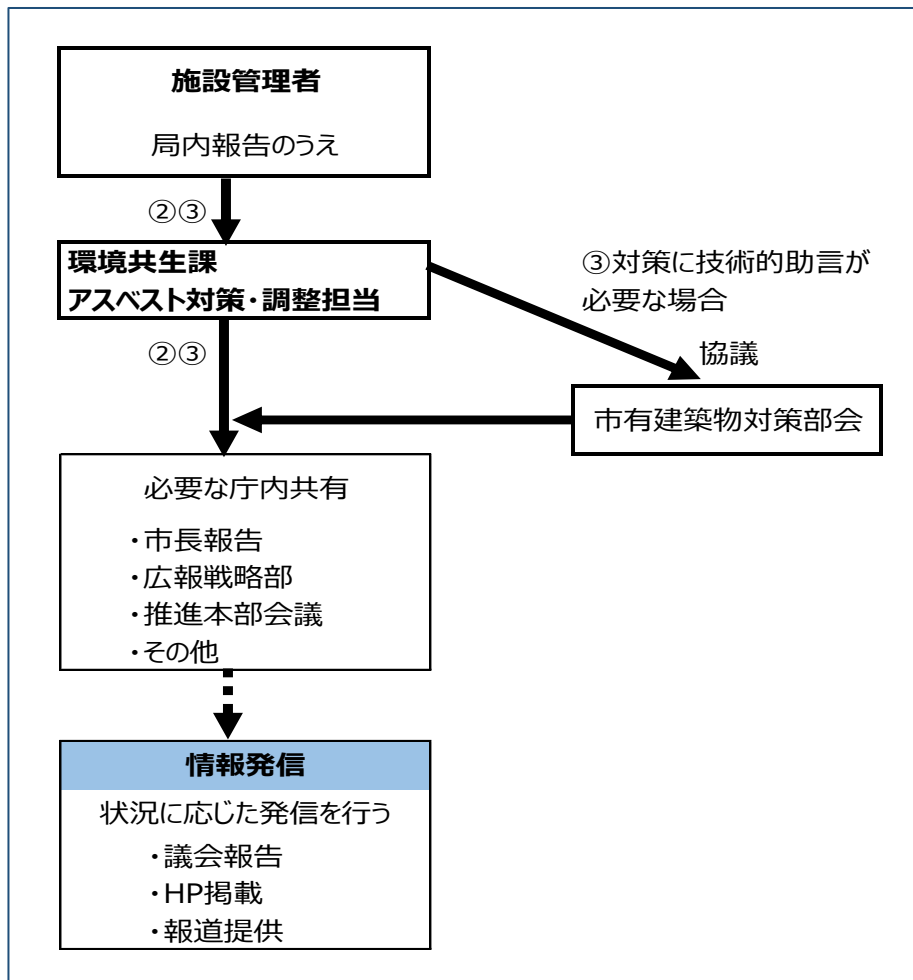 施設管理者
局内報告のうえ
②③
環境共生課
アスベスト対策・調整担当
③対策に技術的助言が
必要な場合
②③
協議
市有建築物対策部会
必要な庁内共有
・市長報告
・広報戦略部
・推進本部会議
・その他
情報発信
状況に応じた発信を行う
・議会報告
・HP掲載
・報道提供